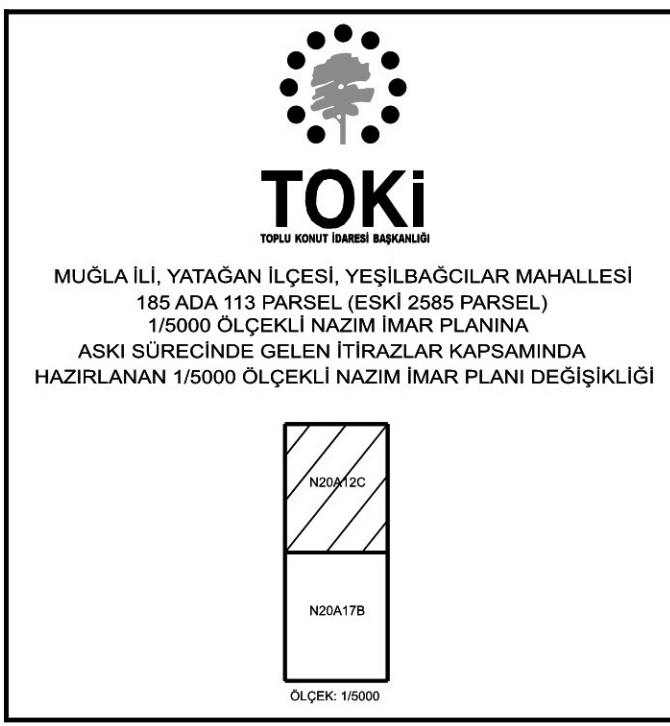 TOKİ
TOPLU KONUT İDARESİ BAŞKANLIĞI
MUĞLA İLİ, YATAĞAN İLÇESİ, YEŞİLBAĞCILAR MAHALLESİ
185 ADA 113 PARSEL (ESKİ 2585 PARSEL)
1/5000 ÖLÇEKLİ NAZIM İMAR PLANINA
ASKI SÜRECİNDE GELEN İTİRAZLAR KAPSAMINDA
HAZIRLANAN 1/5000 ÖLÇEKLİ NAZIM İMAR PLANI DEĞİŞİKLİĞİ
N20A12C
N20A17B
ÖLÇEK: 1/5000